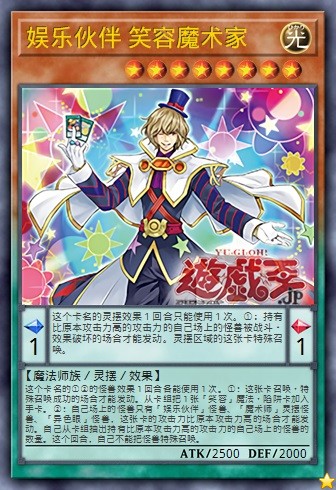 娱乐伙伴 笑容魔术家
光
YU-GI-OH!
遊戯王.JP
这个卡名的灵摆效果1回合只能使用1次。①：持有
比原本攻击力高的攻击力的自己场上的怪兽被战斗・
效果破坏的场合才能发动。灵摆区域的这张卡特殊召
唤。
1
1
【魔法师族／灵摆／效果】
这个卡名的①②的怪兽效果1回合各能使用1次。①：这张卡召唤・特
殊召唤成功的场合才能发动。从卡组把1张「笑容」魔法・陷阱卡加入
手卡。②：自己场上的怪兽只有「娱乐伙伴」怪兽、「魔术师」灵摆怪
兽、「异色眼」怪兽，这张卡的攻击力比原本攻击力高的场合才能发
动。自己从卡组抽出持有比原本攻击力高的攻击力的自己场上的怪兽
的数量。这个回合，自己不能把怪兽特殊召唤。
ATK/2500 DEF/2000